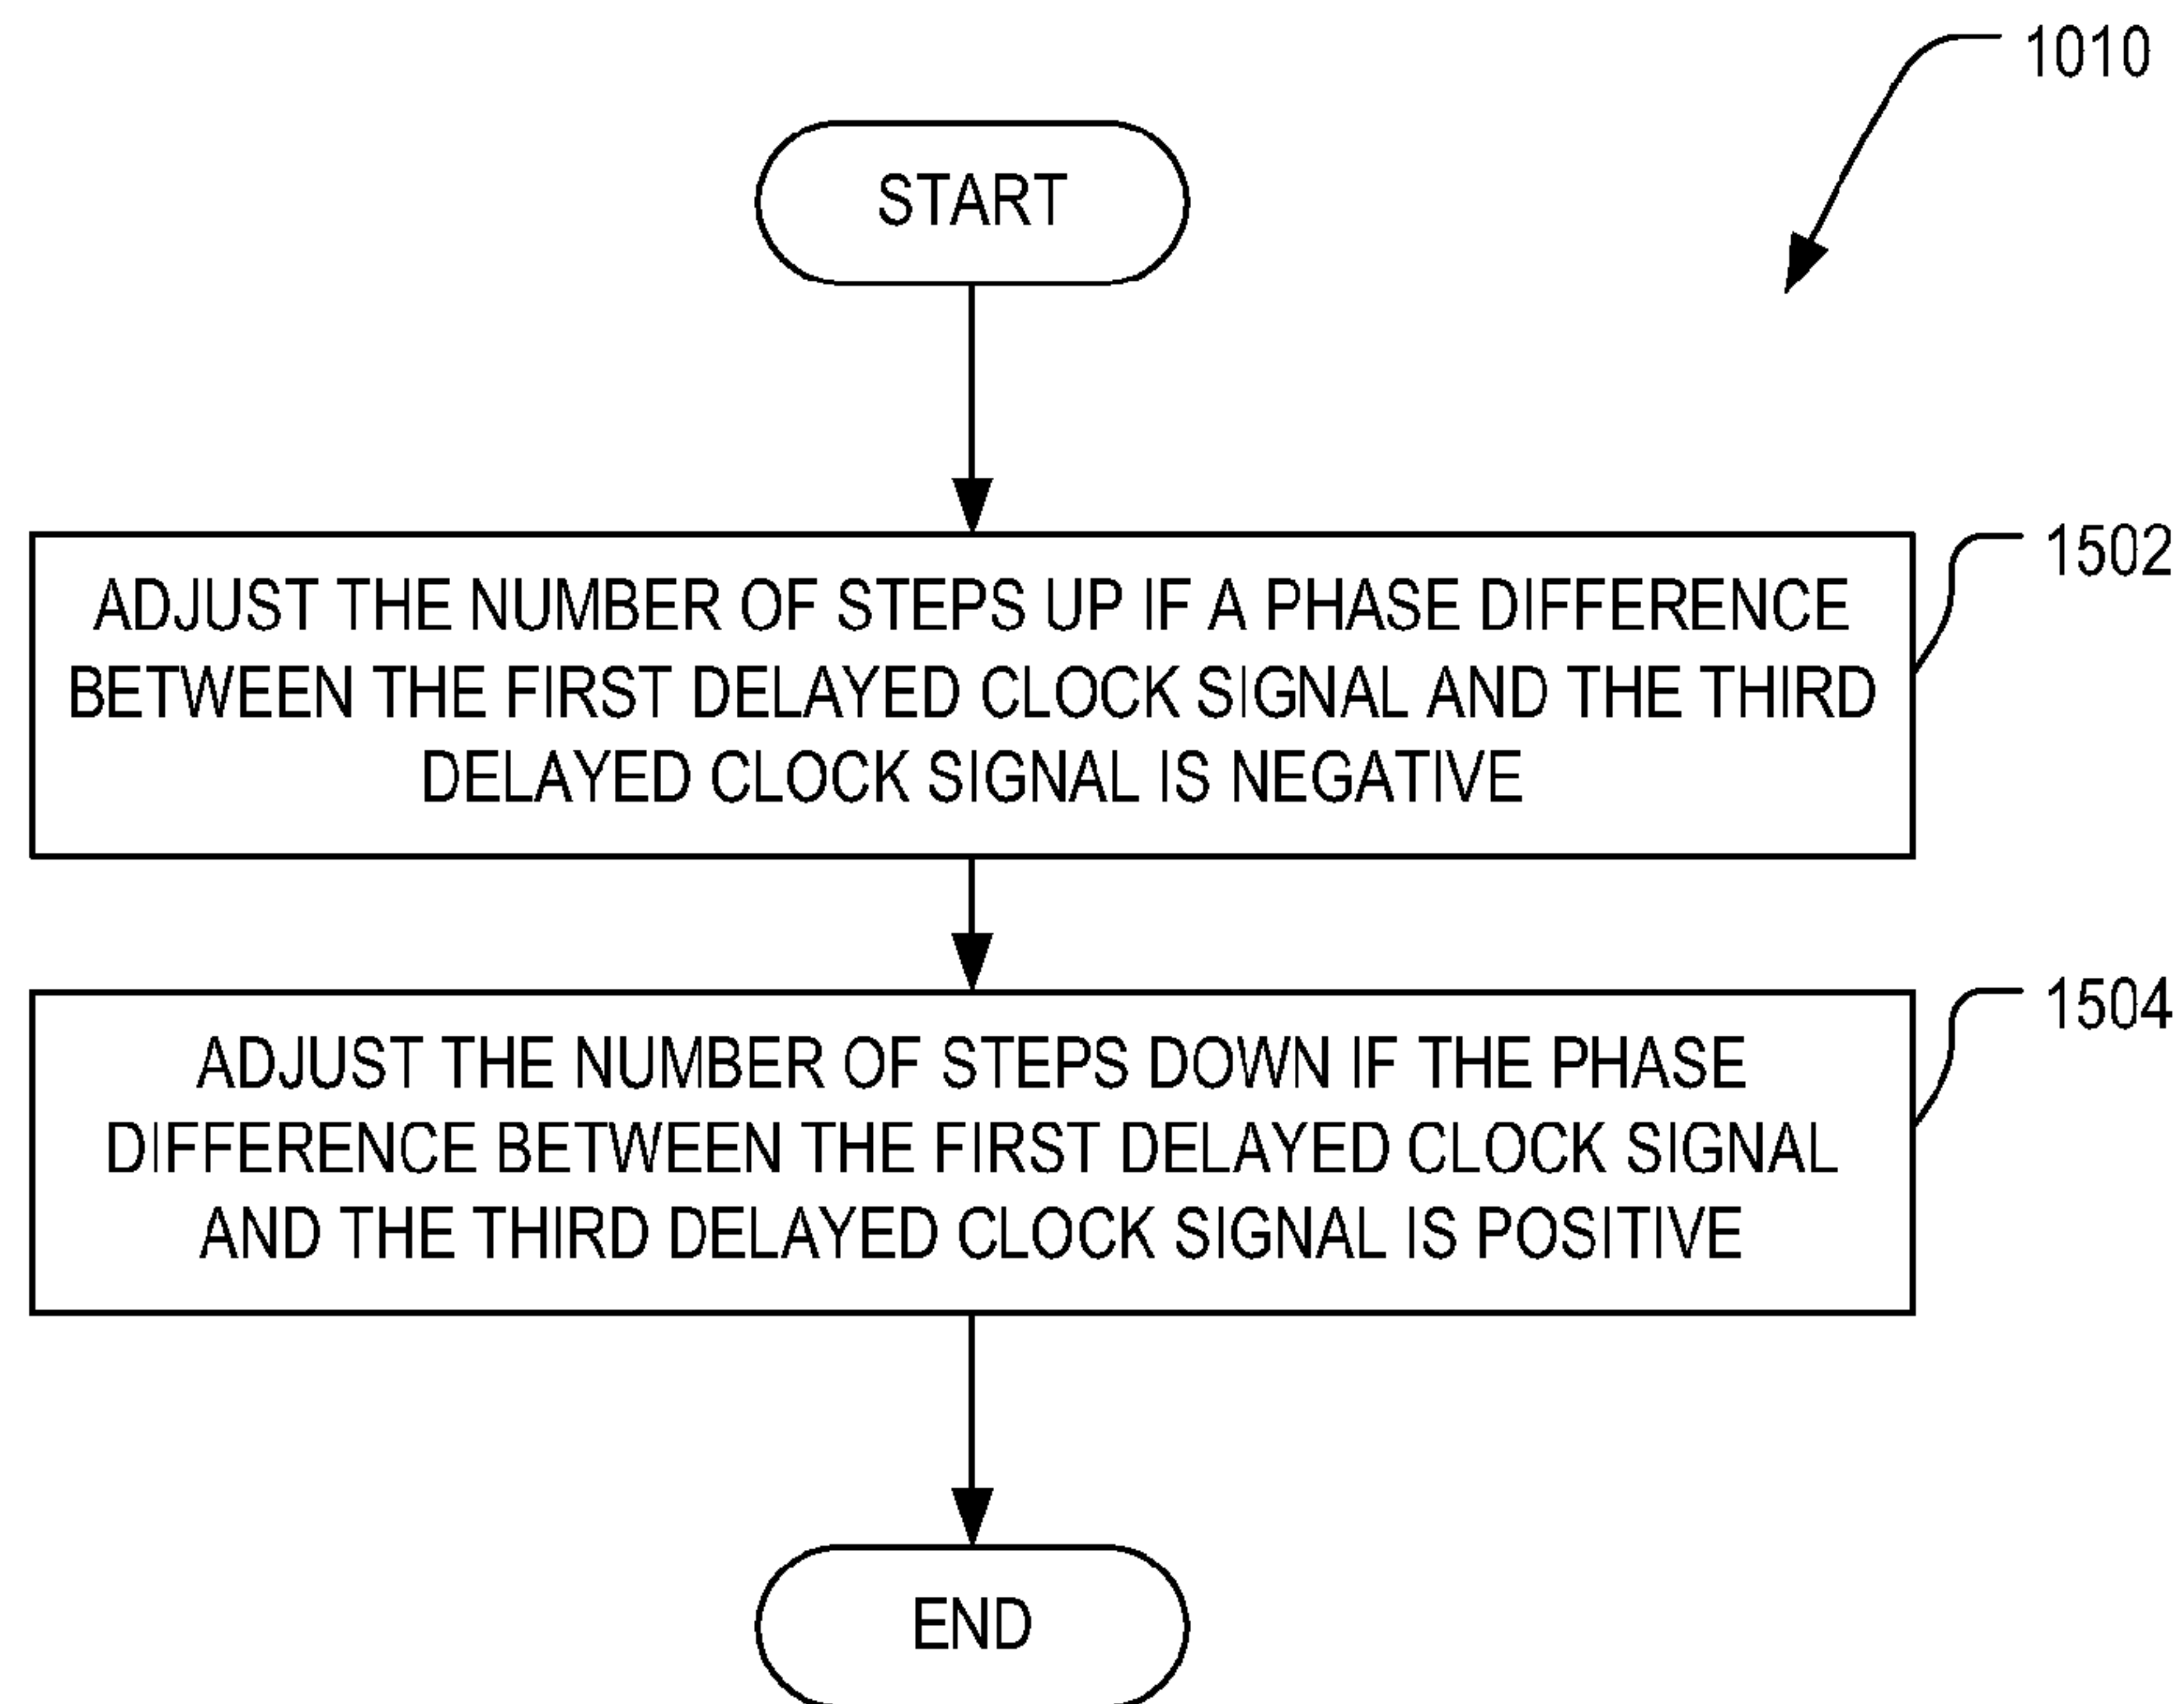 1010
START
1502
ADJUST THE NUMBER OF STEPS UP IF A PHASE DIFFERENCE
BETWEEN THE FIRST DELAYED CLOCK SIGNAL AND THE THIRD
DELAYED CLOCK SIGNAL IS NEGATIVE
1504
ADJUST THE NUMBER OF STEPS DOWN IF THE PHASE
DIFFERENCE BETWEEN THE FIRST DELAYED CLOCK SIGNAL
AND THE THIRD DELAYED CLOCK SIGNAL IS POSITIVE
END